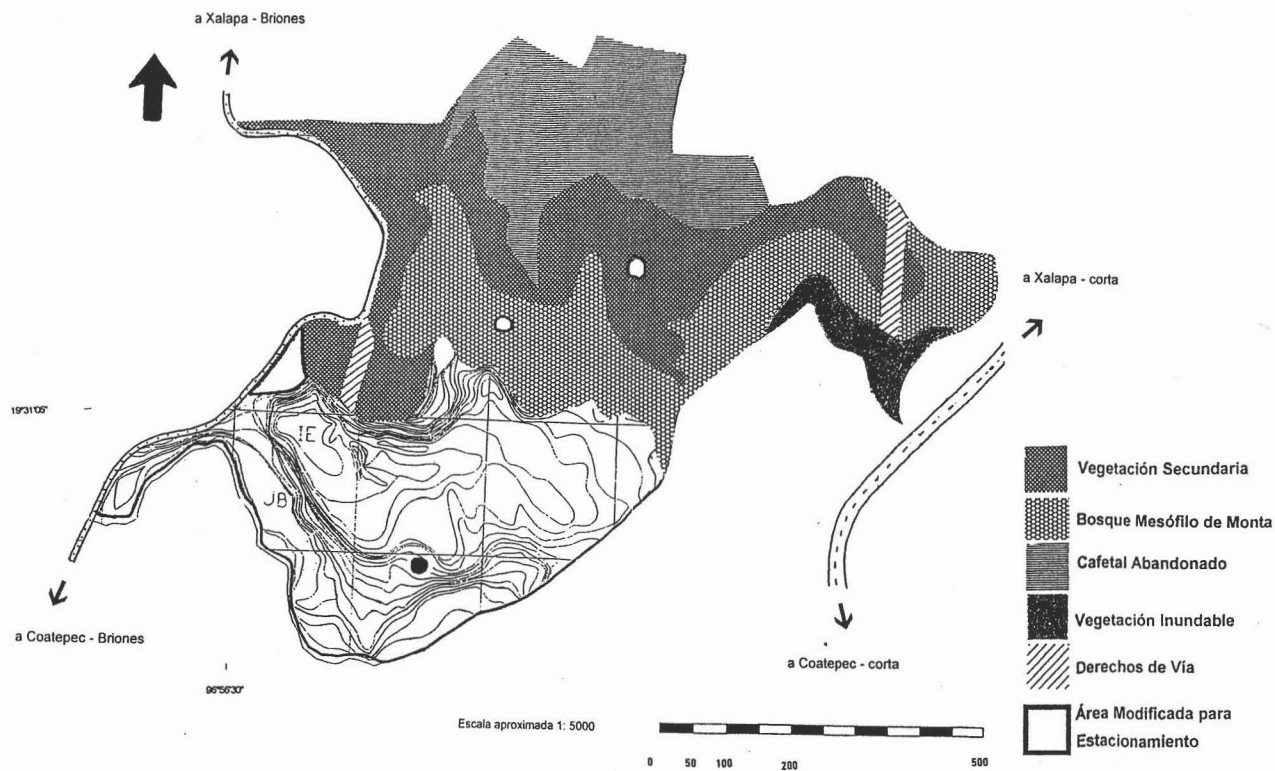 a Xalapa - Briones
a Xalapa - corta
19°31'05"
IE
JB
a Coatepec - Briones
96°56'30"
a Coatepec - corta
Escala aproximada 1: 5000
0 50 100 200 500
Vegetación Secundaria
Bosque Mesófilo de Monta
Cafetal Abandonado
Vegetación Inundable
Derechos de Vía
Área Modificada para
Estacionamiento